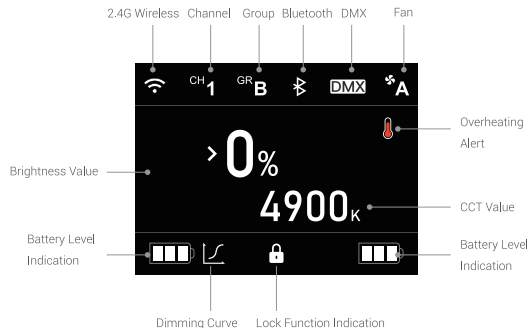 2.4G Wireless Channel Group Bluetooth DMX Fan
CH 1 GR B DMX A
Overheating
Alert
>0%
Brightness Value
4900K
CCT Value
Battery Level
Indication
Battery Level
Indication
Dimming Curve Lock Function Indication